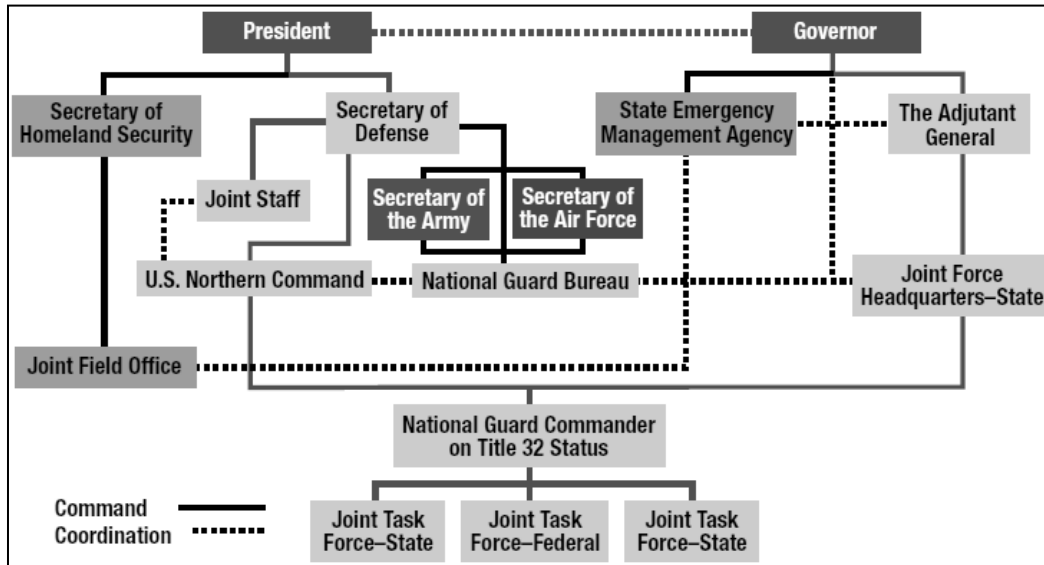 President
Governor
Secretary of
Homeland Security
Secretary
of
Defense
State Emergency
Management Agency
The Adjutant
General
Joint Staff
Secretary of
the Army
Secretary of
the Air Force
U.S. Northern Command
National Guard Bureau
Joint Force
Headquarters–State
Joint Field Office
National Guard Commander
on Title 32 Status
Command
Coordination
Joint Task
Force–State
Joint Task
Force–Federal
Joint Task
Force–State